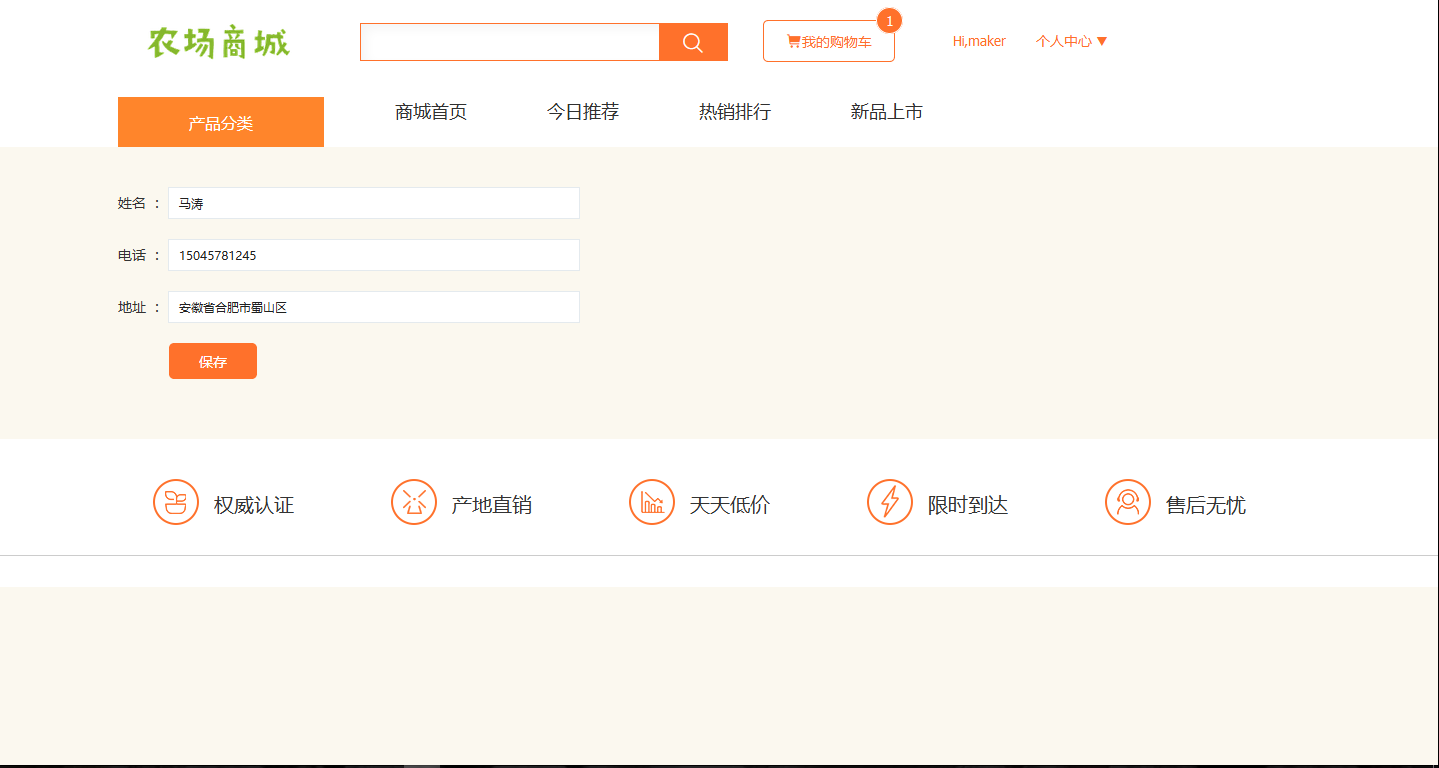 农场商城
1
我的购物车
Hi,maker
个人中心 ▼
产品分类
商城首页
今日推荐
热销排行
新品上市
姓名 ： 马涛
电话 ： 15045781245
地址 ： 安徽省合肥市蜀山区
保存
权威认证
产地直销
天天低价
限时到达
售后无忧